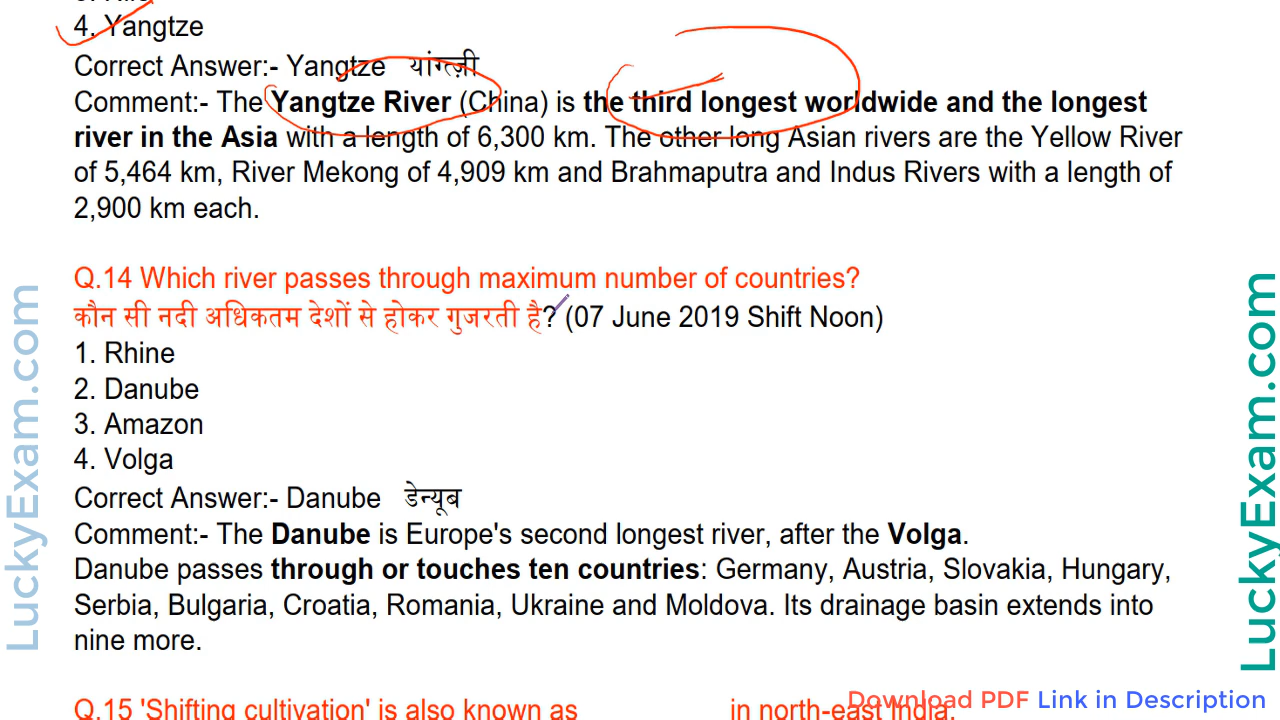 4. Yangtze
Correct Answer:- Yangtze यांग्त्ज़ी
Comment:- The Yangtze River (China) is the third longest worldwide and the longest
river in the Asia with a length of 6,300 km. The other long Asian rivers are the Yellow River
of 5,464 km, River Mekong of 4,909 km and Brahmaputra and Indus Rivers with a length of
2,900 km each.
Q.14 Which river passes through maximum number of countries?
कौन सी नदी अधिकतम देशों से होकर गुजरती है? (07 June 2019 Shift Noon)
1. Rhine
2. Danube
3. Amazon
4. Volga
Correct Answer:- Danube डेन्यूब
Comment:- The Danube is Europe's second longest river, after the Volga.
Danube passes through or touches ten countries: Germany, Austria, Slovakia, Hungary,
Serbia, Bulgaria, Croatia, Romania, Ukraine and Moldova. Its drainage basin extends into
nine more.
Q.15 'Shifting cultivation' is also known as in north-east India.
Download PDF Link in Description
LuckyExam.com
LuckyExam.com